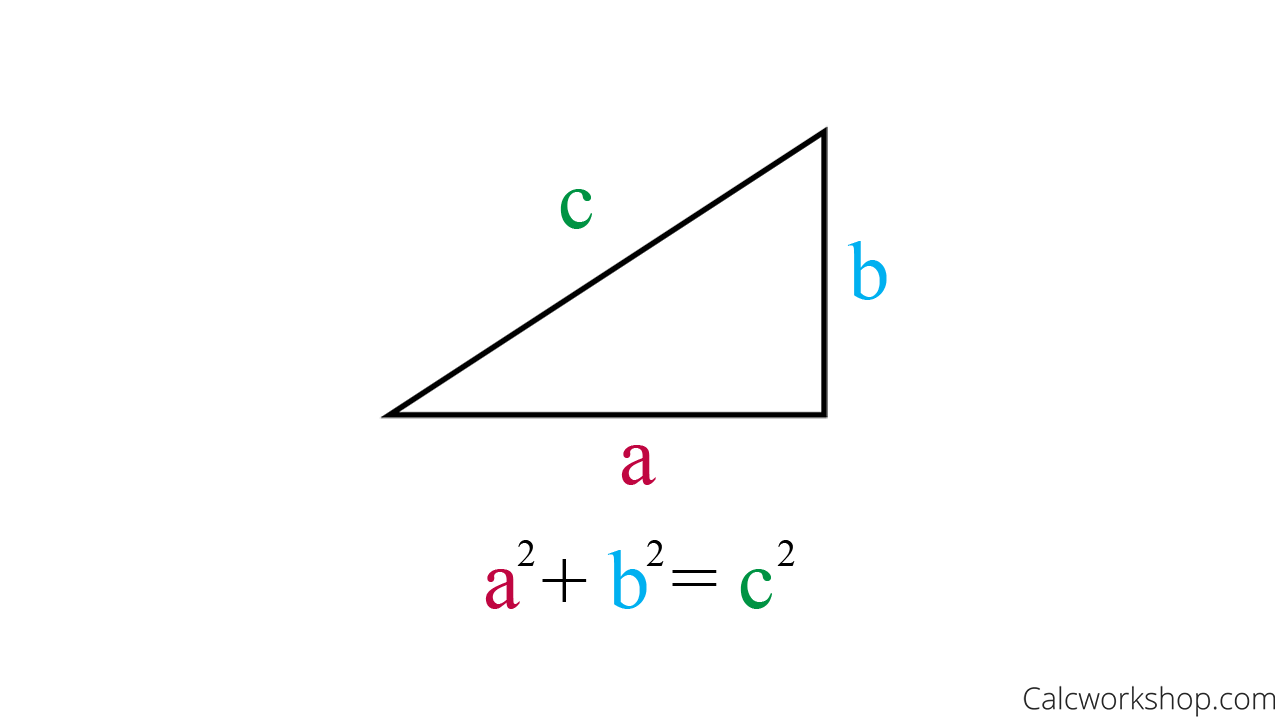 c
b
a
a² + b² = c²
Calcworkshop.com